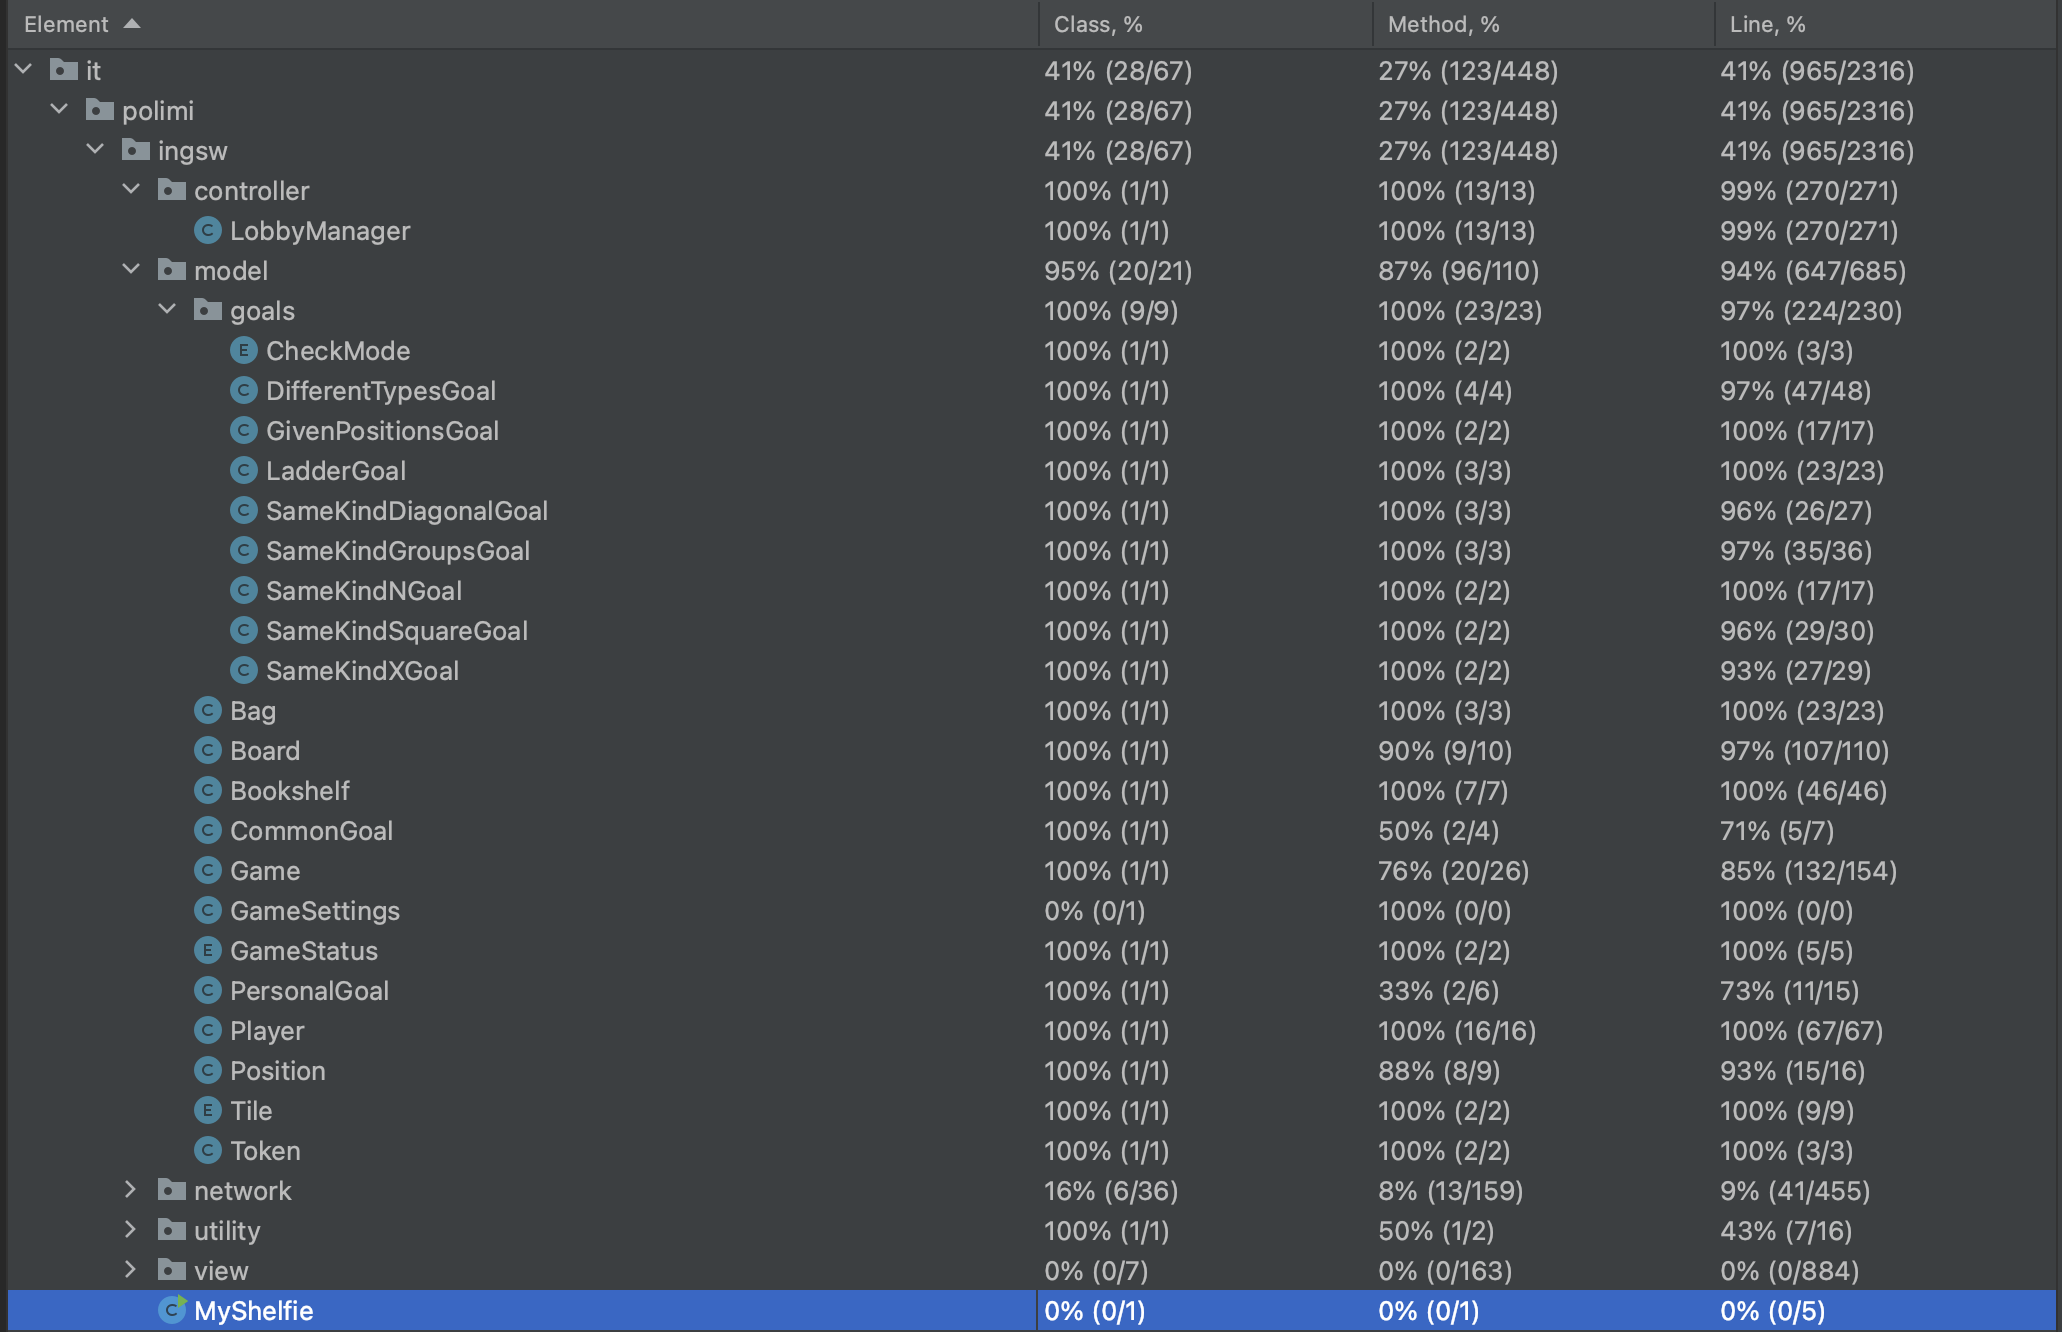 Element Class, % Method, % Line, %
it 41% (28/67) 27% (123/448) 41% (965/2316)
polimi 41% (28/67) 27% (123/448) 41% (965/2316)
ingsw 41% (28/67) 27% (123/448) 41% (965/2316)
controller 100% (1/1) 100% (13/13) 99% (270/271)
C LobbyManager 100% (1/1) 100% (13/13) 99% (270/271)
model 95% (20/21) 87% (96/110) 94% (647/685)
goals 100% (9/9) 100% (23/23) 97% (224/230)
E CheckMode 100% (1/1) 100% (2/2) 100% (3/3)
C DifferentTypesGoal 100% (1/1) 100% (4/4) 97% (47/48)
C GivenPositionsGoal 100% (1/1) 100% (2/2) 100% (17/17)
C LadderGoal 100% (1/1) 100% (3/3) 100% (23/23)
C SameKindDiagonalGoal 100% (1/1) 100% (3/3) 96% (26/27)
C SameKindGroupsGoal 100% (1/1) 100% (3/3) 97% (35/36)
C SameKindNGoal 100% (1/1) 100% (2/2) 100% (17/17)
C SameKindSquareGoal 100% (1/1) 100% (2/2) 96% (29/30)
C SameKindXGoal 100% (1/1) 100% (2/2) 93% (27/29)
C Bag 100% (1/1) 100% (3/3) 100% (23/23)
C Board 100% (1/1) 90% (9/10) 97% (107/110)
C Bookshelf 100% (1/1) 100% (7/7) 100% (46/46)
C CommonGoal 100% (1/1) 50% (2/4) 71% (5/7)
C Game 100% (1/1) 76% (20/26) 85% (132/154)
C GameSettings 0% (0/1) 100% (0/0) 100% (0/0)
E GameStatus 100% (1/1) 100% (2/2) 100% (5/5)
C PersonalGoal 100% (1/1) 33% (2/6) 73% (11/15)
C Player 100% (1/1) 100% (16/16) 100% (67/67)
C Position 100% (1/1) 88% (8/9) 93% (15/16)
E Tile 100% (1/1) 100% (2/2) 100% (9/9)
C Token 100% (1/1) 100% (2/2) 100% (3/3)
network 16% (6/36) 8% (13/159) 9% (41/455)
utility 100% (1/1) 50% (1/2) 43% (7/16)
view 0% (0/7) 0% (0/163) 0% (0/884)
C MyShelfie 0% (0/1) 0% (0/1) 0% (0/5)